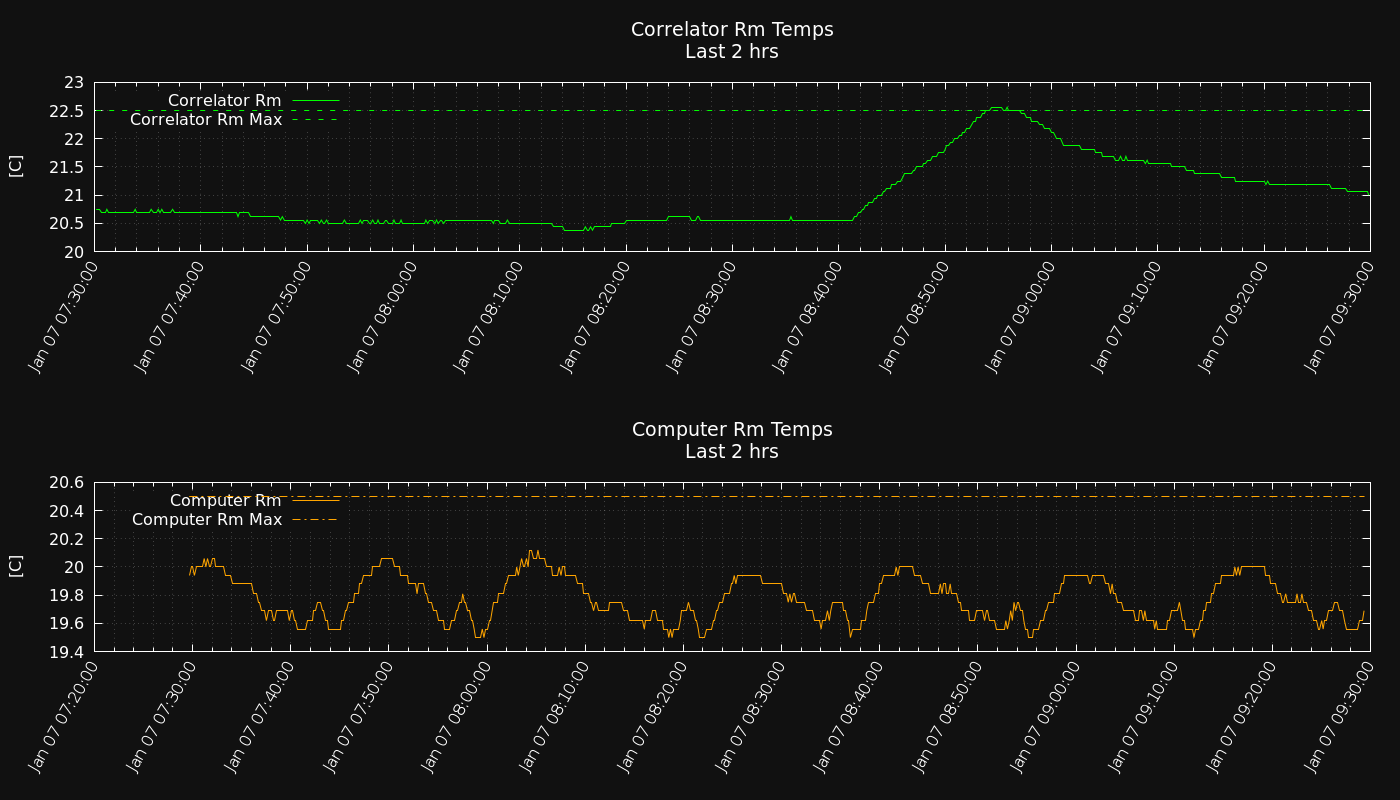 Correlator Rm Temps
Last 2 hrs
23
22.5
22
21.5
21
20.5
20
[C]
Correlator Rm
Correlator Rm Max
Jan 07 07:30:00
Jan 07 07:40:00
Jan 07 07:50:00
Jan 07 08:00:00
Jan 07 08:10:00
Jan 07 08:20:00
Jan 07 08:30:00
Jan 07 08:40:00
Jan 07 08:50:00
Jan 07 09:00:00
Jan 07 09:10:00
Jan 07 09:20:00
Jan 07 09:30:00
Computer Rm Temps
Last 2 hrs
20.6
20.4
20.2
20
19.8
19.6
19.4
[C]
Computer Rm
Computer Rm Max
Jan 07 07:20:00
Jan 07 07:30:00
Jan 07 07:40:00
Jan 07 07:50:00
Jan 07 08:00:00
Jan 07 08:10:00
Jan 07 08:20:00
Jan 07 08:30:00
Jan 07 08:40:00
Jan 07 08:50:00
Jan 07 09:00:00
Jan 07 09:10:00
Jan 07 09:20:00
Jan 07 09:30:00